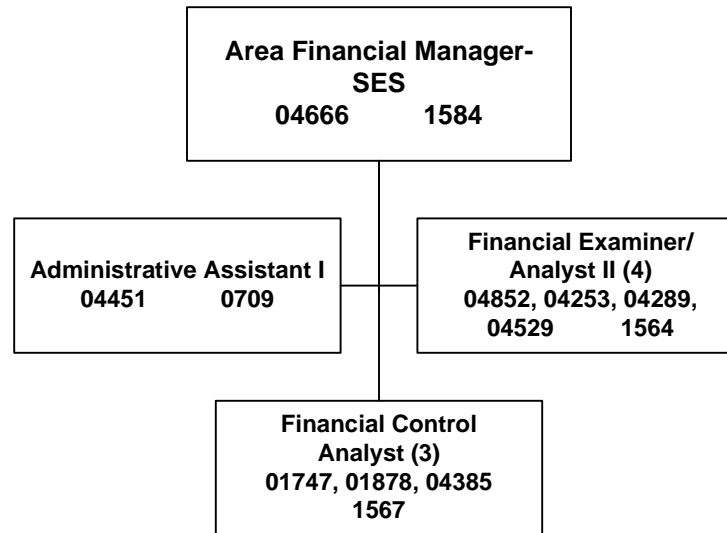 Area Financial Manager-
SES
04666 1584
Administrative Assistant I
04451 0709
Financial Examiner/
Analyst II (4)
04852, 04253, 04289,
04529 1564
Financial Control
Analyst (3)
01747, 01878, 04385
1567